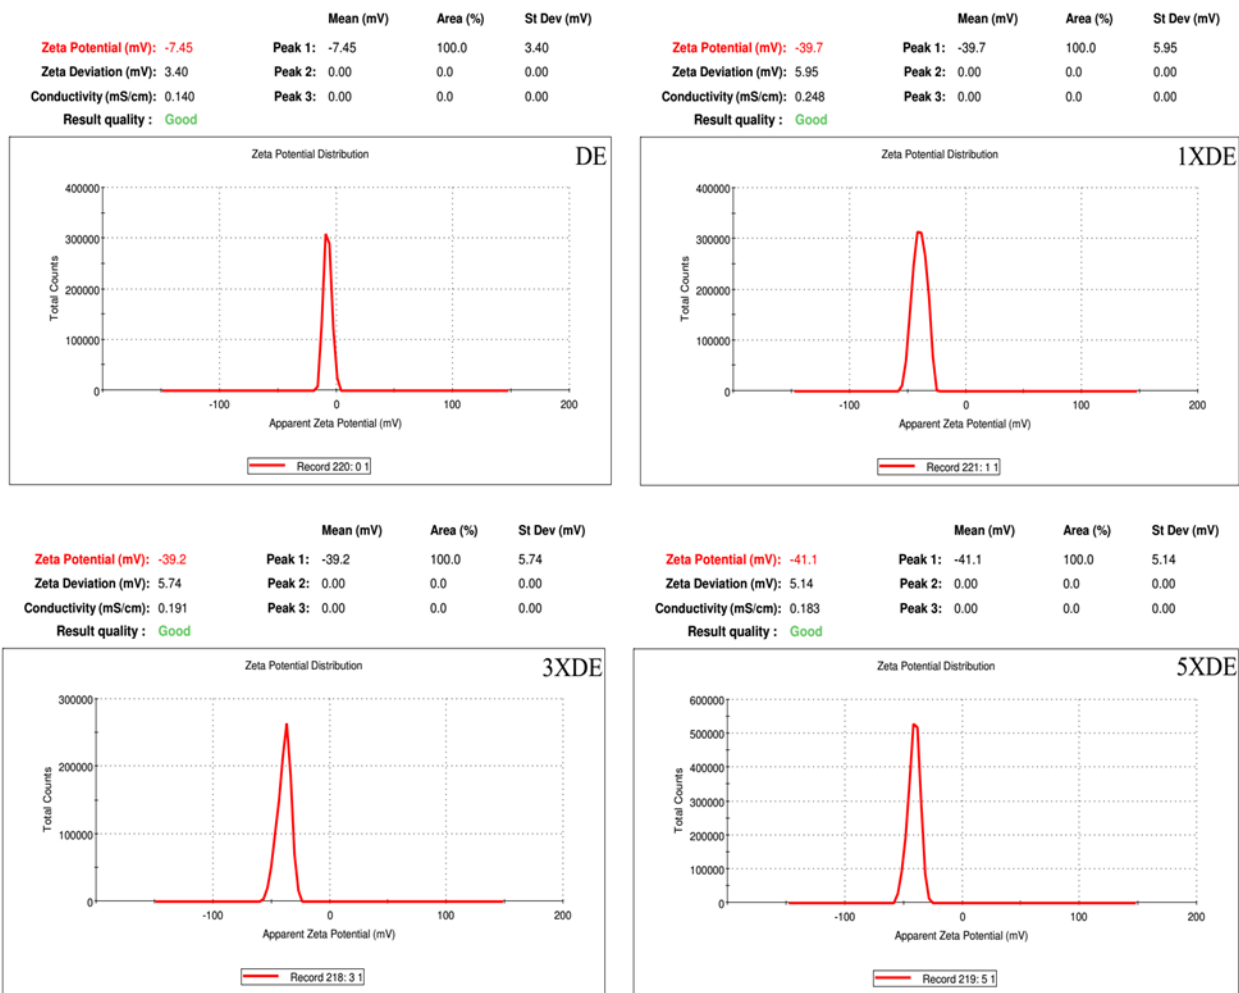 Mean (mV) Area (%) St Dev (mV)
Zeta Potential (mV): -7.45 Peak 1: -7.45 100.0 3.40
Zeta Deviation (mV): 3.40 Peak 2: 0.00 0.0 0.00
Conductivity (mS/cm): 0.140 Peak 3: 0.00 0.0 0.00
Result quality : Good
Zeta Potential Distribution DE
400000
300000
200000
100000
0
Total Counts
-100 0 100 200
Apparent Zeta Potential (mV)
Record 220: 0 1
Mean (mV) Area (%) St Dev (mV)
Zeta Potential (mV): -39.7 Peak 1: -39.7 100.0 5.95
Zeta Deviation (mV): 5.95 Peak 2: 0.00 0.0 0.00
Conductivity (mS/cm): 0.248 Peak 3: 0.00 0.0 0.00
Result quality : Good
Zeta Potential Distribution 1XDE
400000
300000
200000
100000
0
Total Counts
-100 0 100 200
Apparent Zeta Potential (mV)
Record 221: 1 1
Mean (mV) Area (%) St Dev (mV)
Zeta Potential (mV): -39.2 Peak 1: -39.2 100.0 5.74
Zeta Deviation (mV): 5.74 Peak 2: 0.00 0.0 0.00
Conductivity (mS/cm): 0.191 Peak 3: 0.00 0.0 0.00
Result quality : Good
Zeta Potential Distribution 3XDE
300000
200000
100000
0
Total Counts
-100 0 100 200
Apparent Zeta Potential (mV)
Record 218: 3 1
Mean (mV) Area (%) St Dev (mV)
Zeta Potential (mV): -41.1 Peak 1: -41.1 100.0 5.14
Zeta Deviation (mV): 5.14 Peak 2: 0.00 0.0 0.00
Conductivity (mS/cm): 0.183 Peak 3: 0.00 0.0 0.00
Result quality : Good
Zeta Potential Distribution 5XDE
600000
500000
400000
300000
200000
100000
0
Total Counts
-100 0 100 200
Apparent Zeta Potential (mV)
Record 219: 5 1